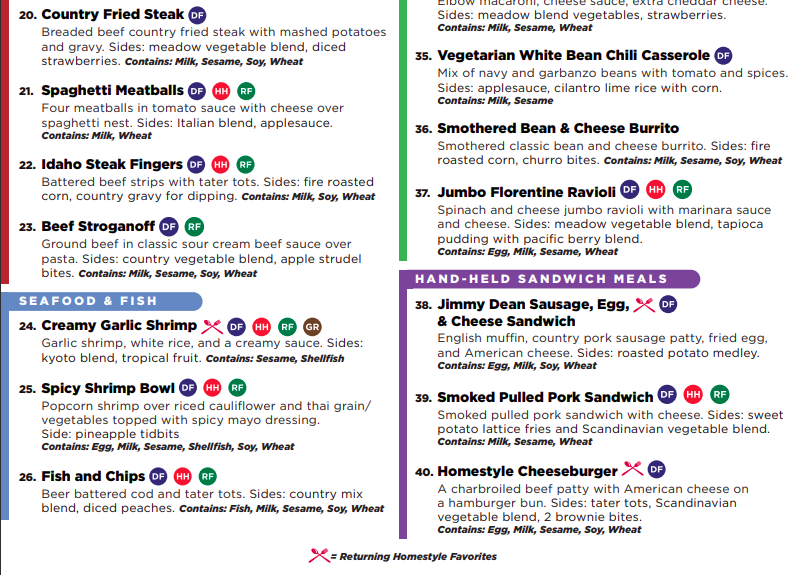 20. Country Fried Steak DF
Breaded beef country fried steak with mashed potatoes
and gravy. Sides: meadow vegetable blend, diced
strawberries. Contains: Milk, Sesame, Soy, Wheat
21. Spaghetti Meatballs DF HH RF
Four meatballs in tomato sauce with cheese over
spaghetti nest. Sides: Italian blend, applesauce.
Contains: Milk, Wheat
22. Idaho Steak Fingers DF HH RF
Battered beef strips with tater tots. Sides: fire roasted
corn, country gravy for dipping. Contains: Milk, Soy, Wheat
23. Beef Stroganoff DF RF
Ground beef in classic sour cream beef sauce over
pasta. Sides: country vegetable blend, apple strudel
bites. Contains: Milk, Sesame, Soy, Wheat
SEAFOOD & FISH
24. Creamy Garlic Shrimp DF HH RF GR
Garlic shrimp, white rice, and a creamy sauce. Sides:
kyoto blend, tropical fruit. Contains: Sesame, Shellfish
25. Spicy Shrimp Bowl DF HH RF
Popcorn shrimp over riced cauliflower and thai grain/
vegetables topped with spicy mayo dressing.
Side: pineapple tidbits
Contains: Egg, Milk, Sesame, Shellfish, Soy, Wheat
26. Fish and Chips DF HH RF
Beer battered cod and tater tots. Sides: country mix
blend, diced peaches. Contains: Fish, Milk, Sesame, Soy, Wheat
Elbow macaroni, cheese sauce, extra cheddar cheese.
Sides: meadow blend vegetables, strawberries.
Contains: Milk, Sesame, Wheat
35. Vegetarian White Bean Chili Casserole DF
Mix of navy and garbanzo beans with tomato and spices.
Sides: applesauce, cilantro lime rice with corn.
Contains: Milk, Sesame
36. Smothered Bean & Cheese Burrito
Smothered classic bean and cheese burrito. Sides: fire
roasted corn, churro bites. Contains: Milk, Sesame, Soy, Wheat
37. Jumbo Florentine Ravioli DF HH RF
Spinach and cheese jumbo ravioli with marinara sauce
and cheese. Sides: meadow vegetable blend, tapioca
pudding with pacific berry blend.
Contains: Egg, Milk, Sesame, Wheat
HAND-HELD SANDWICH MEALS
38. Jimmy Dean Sausage, Egg, DF
& Cheese Sandwich
English muffin, country pork sausage patty, fried egg,
and American cheese. Sides: roasted potato medley.
Contains: Egg, Milk, Soy, Wheat
39. Smoked Pulled Pork Sandwich DF HH RF
Smoked pulled pork sandwich with cheese. Sides: sweet
potato lattice fries and Scandinavian vegetable blend.
Contains: Milk, Sesame, Wheat
40. Homestyle Cheeseburger DF
A charbroiled beef patty with American cheese on
a hamburger bun. Sides: tater tots, Scandinavian
vegetable blend, 2 brownie bites.
Contains: Egg, Milk, Sesame, Soy, Wheat
= Returning Homestyle Favorites